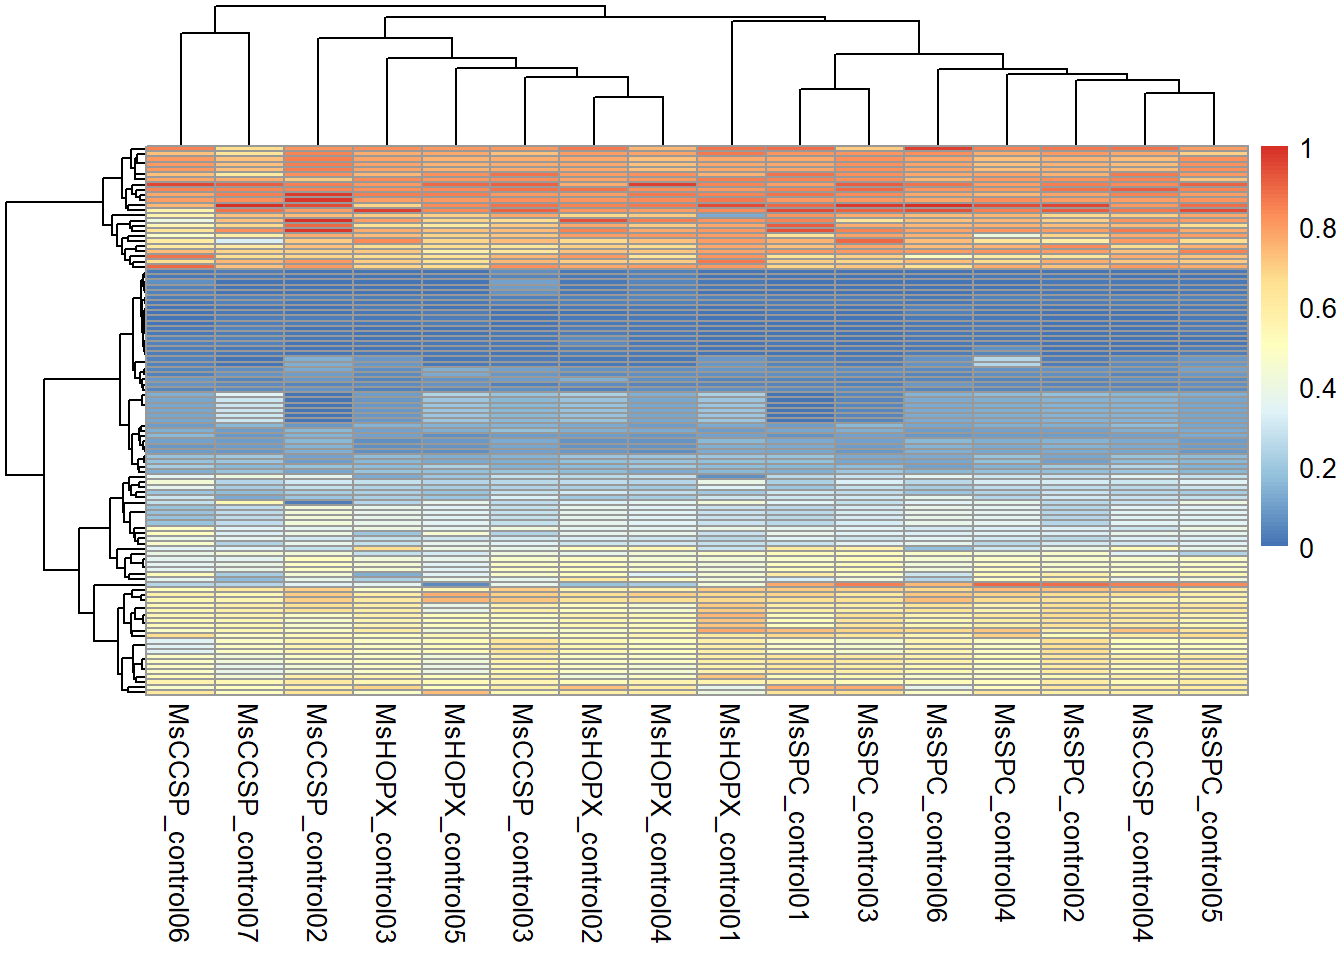 1
0.8
0.6
0.4
0.2
0
MsCCSP_control06
MsCCSP_control07
MsCCSP_control02
MsHOPX_control03
MsHOPX_control05
MsCCSP_control03
MsHOPX_control02
MsHOPX_control04
MsHOPX_control01
MsSPC_control01
MsSPC_control03
MsSPC_control06
MsSPC_control04
MsSPC_control02
MsCCSP_control04
MsSPC_control05